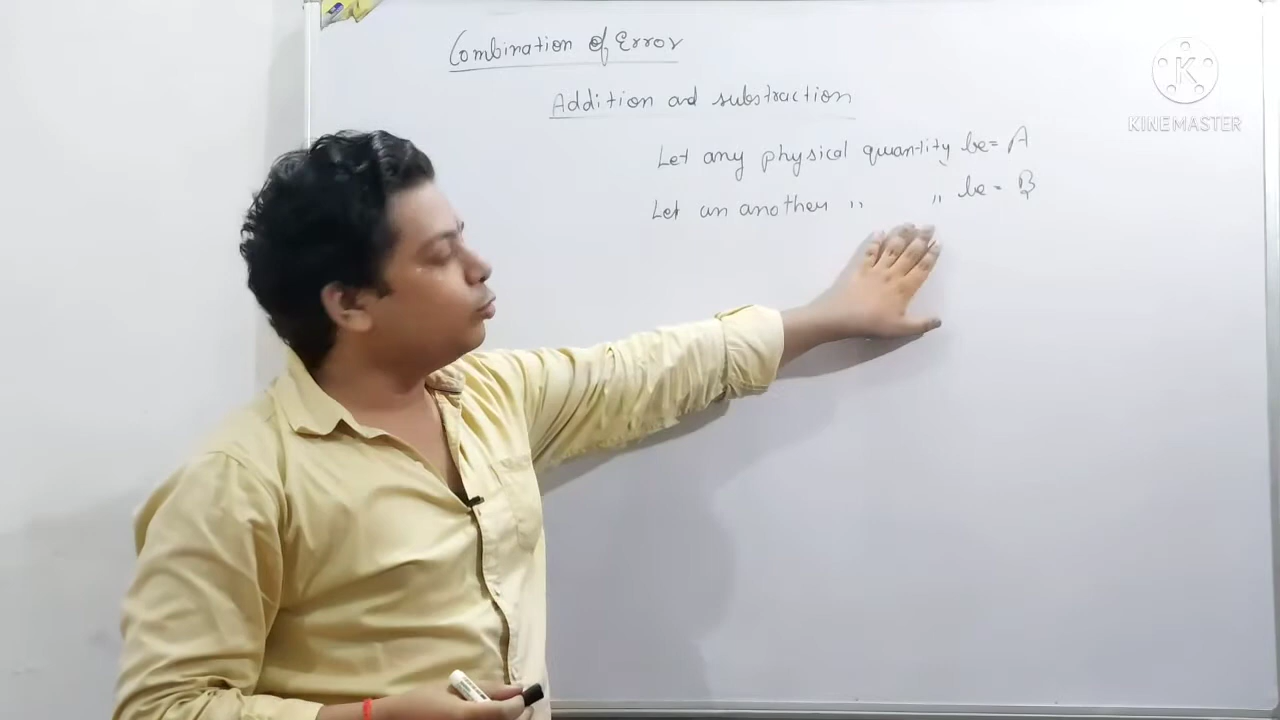 Combination of Error
Addition and substraction
Let any physical quantity be = A
Let an another " " be = B
K
KINEMASTER